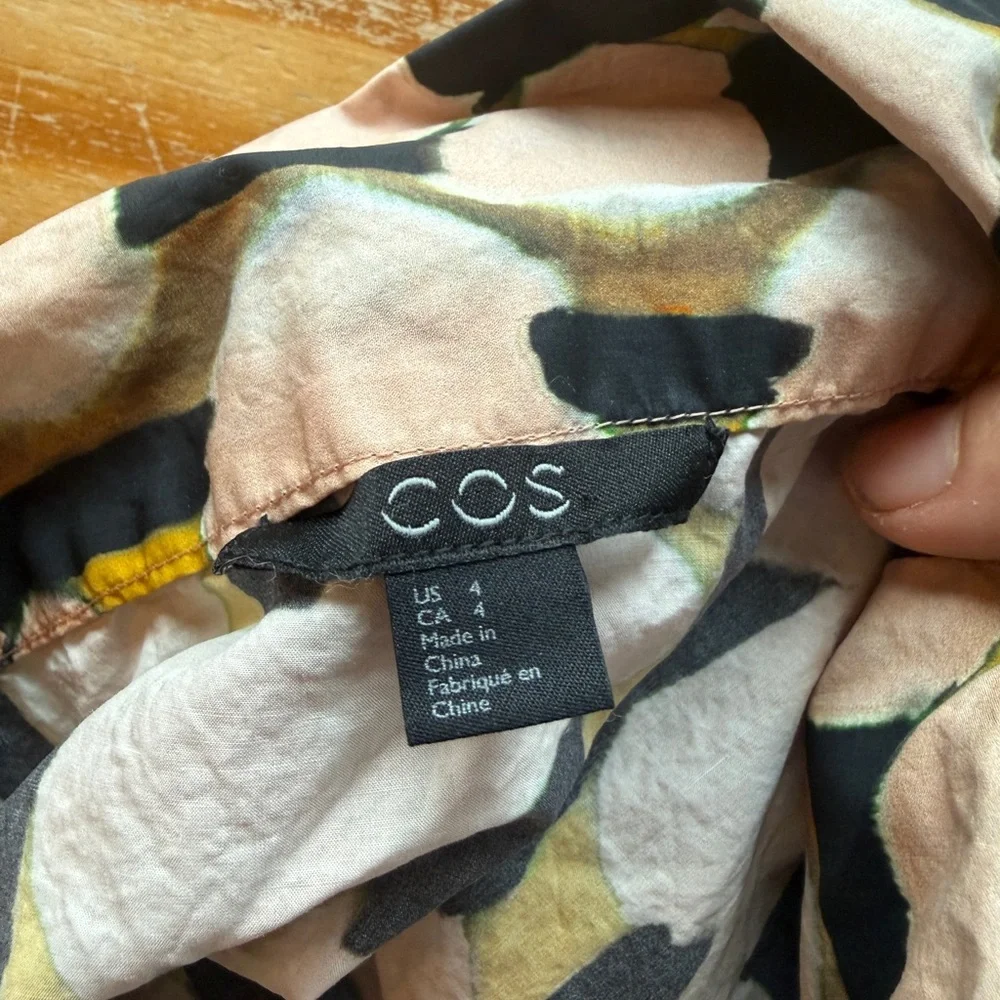 COS
US 4
CA 4
Made in
China
Fabriqué en
Chine